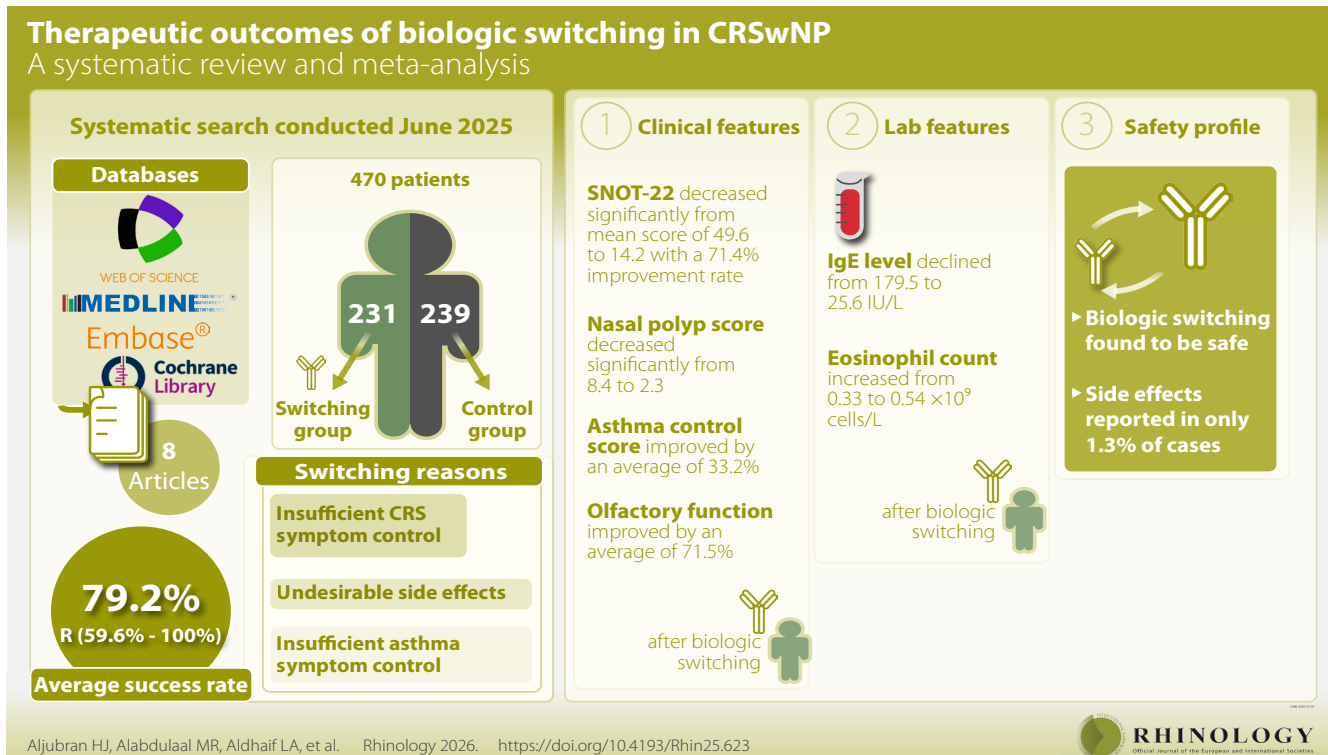 Therapeutic outcomes of biologic switching in CRSwNP
A systematic review and meta-analysis
Systematic search conducted June 2025
Databases
WEB OF SCIENCE
MEDLINE®
Embase®
Cochrane
Library
8
Articles
79.2%
R (59.6% - 100%)
Average success rate
470 patients
231
239
Switching
group
Control
group
Switching reasons
Insufficient CRS
symptom control
Undesirable side effects
Insufficient asthma
symptom control
1
Clinical features
SNOT-22 decreased
significantly from
mean score of 49.6
to 14.2 with a 71.4%
improvement rate
Nasal polyp score
decreased
significantly from
8.4 to 2.3
Asthma control
score improved by
an average of 33.2%
Olfactory function
improved by an
average of 71.5%
after biologic
switching
2
Lab features
IgE level declined
from 179.5 to
25.6 IU/L
Eosinophil count
increased from
0.33 to 0.54 ×10⁹
cells/L
after biologic
switching
3
Safety profile
▸ Biologic switching
found to be safe
▸ Side effects
reported in only
1.3% of cases
Aljubran HJ, Alabdulaal MR, Aldhaif LA, et al. Rhinology 2026. https://doi.org/10.4193/Rhin25.623
RHINOLOGY
Official Journal of the European and International Societies